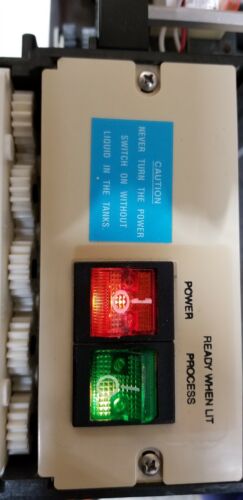 CAUTION
NEVER TURN THE POWER
SWITCH ON WITHOUT
LIQUID IN THE TANKS.
READY WHEN LIT
POWER
PROCESS